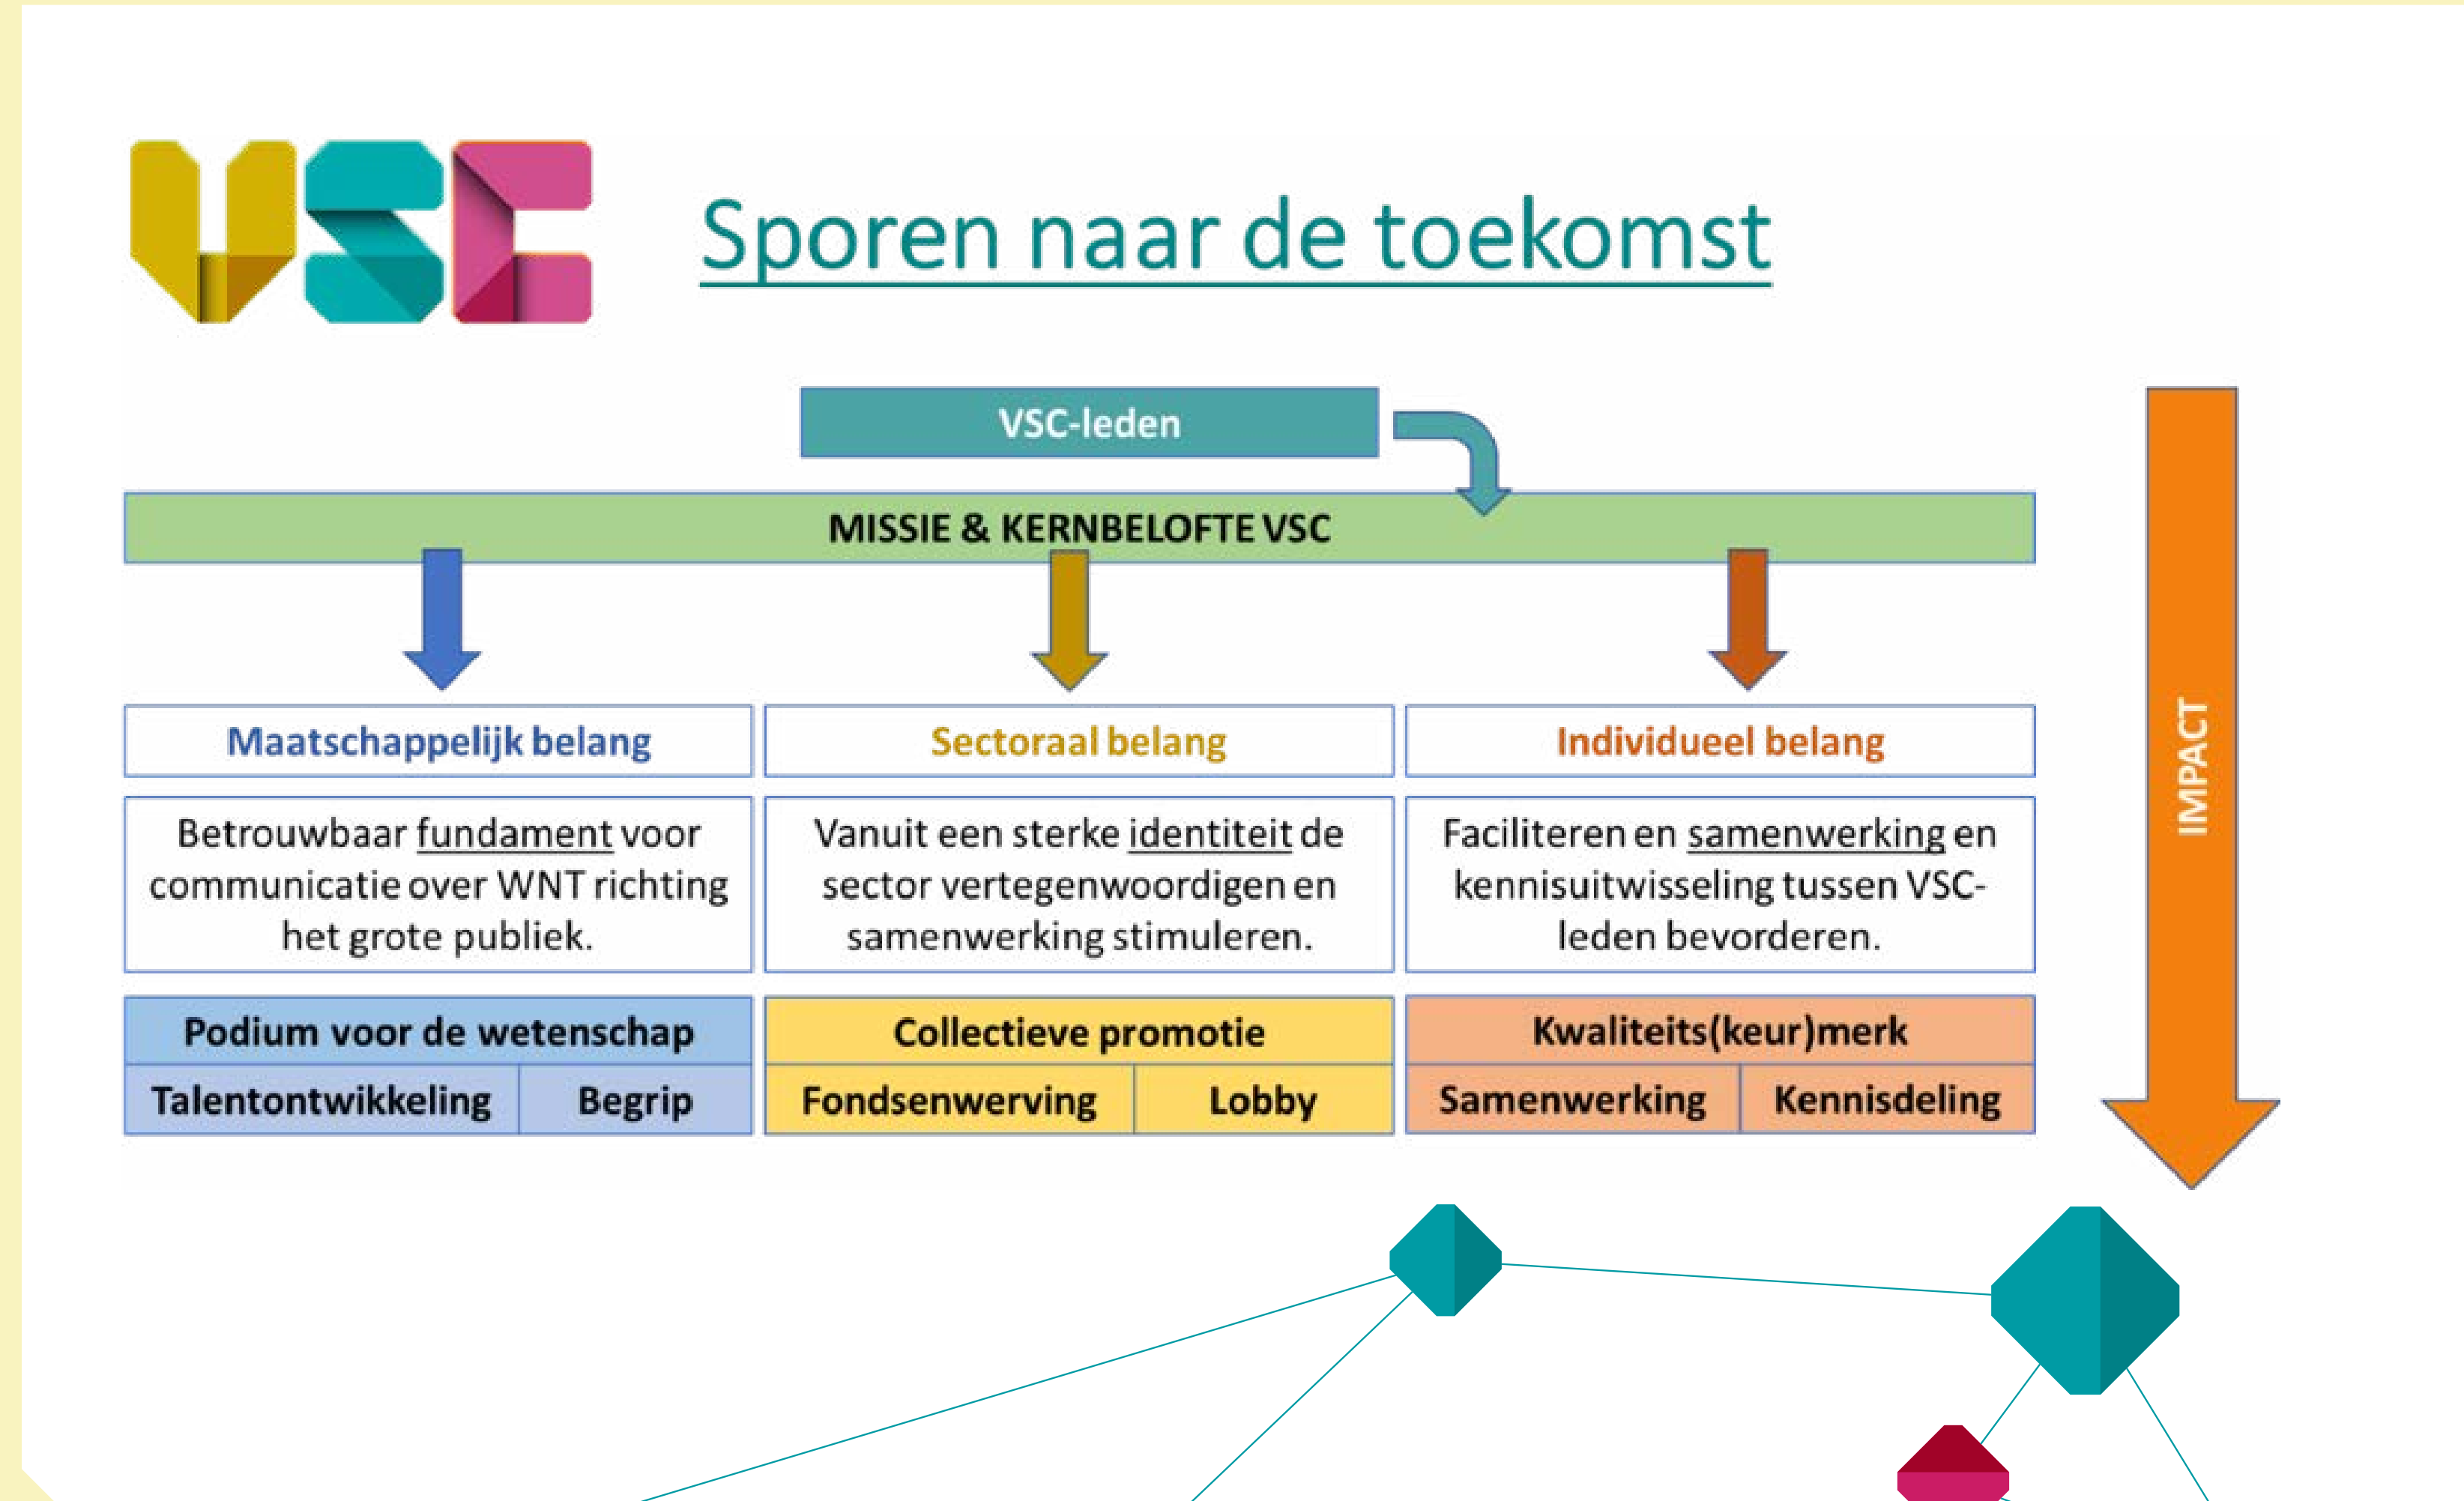 VSC
Sporen naar de toekomst
VSC-leden
MISSIE & KERNBELOFTE VSC
Maatschappelijk belang
Betrouwbaar fundament voor
communicatie over WNT richting
het grote publiek.
Podium voor de wetenschap
Talentontwikkeling
Begrip
Sectoraal belang
Vanuit een sterke identiteit de
sector vertegenwoordigen en
samenwerking stimuleren.
Collectieve promotie
Fondsenwerving
Lobby
Individueel belang
Faciliteren en samenwerking en
kennisuitwisseling tussen VSC-
leden bevorderen.
Kwaliteits(keur)merk
Samenwerking
Kennisdeling
IMPACT